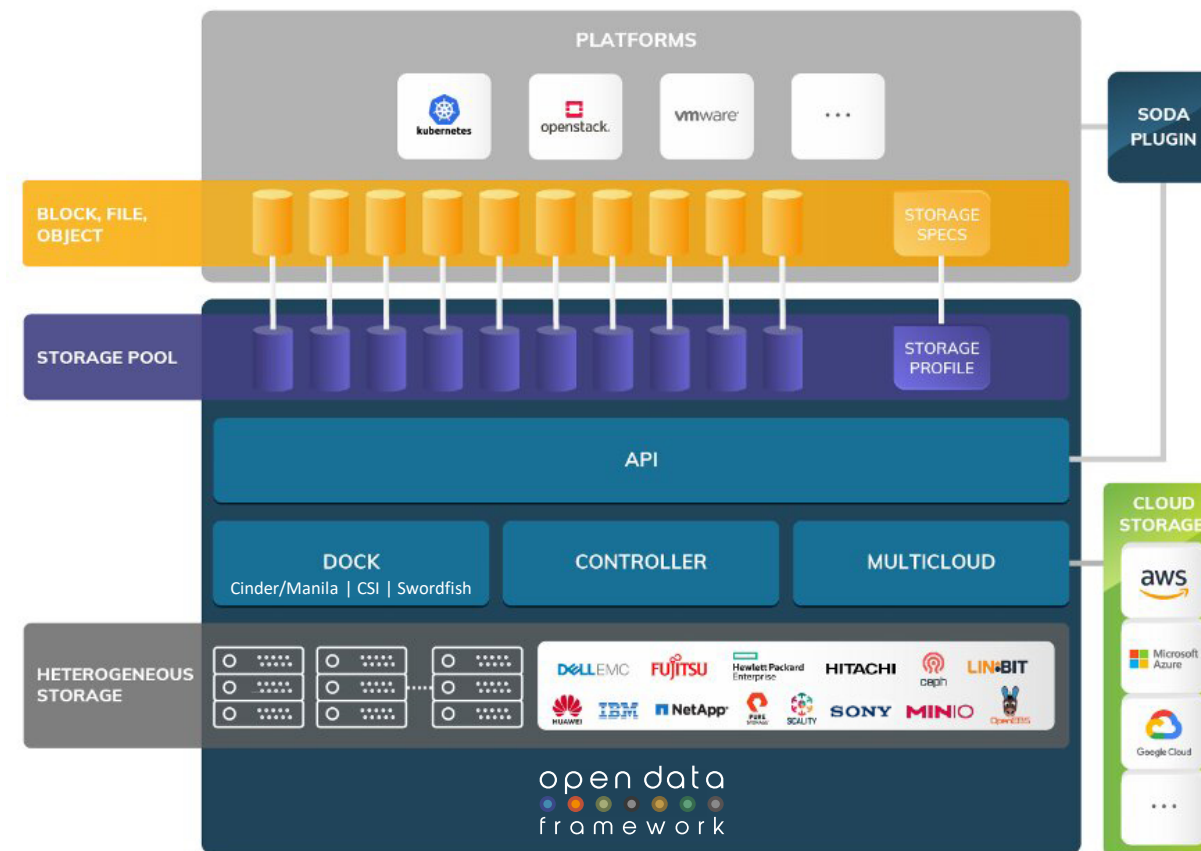 PLATFORMS
kubernetes
openstack.
vmware
...
SODA
PLUGIN
BLOCK, FILE,
OBJECT
STORAGE
SPECS
STORAGE POOL
STORAGE
PROFILE
API
DOCK
Cinder/Manila | CSI | Swordfish
CONTROLLER
MULTICLOUD
CLOUD
STORAGE
aws
Microsoft
Azure
Google Cloud
...
HETEROGENEOUS
STORAGE
DELLEMC
FUJITSU
Hewlett Packard
Enterprise
HITACHI
ceph
LINBIT
HUAWEI
IBM
NetApp
PURE
STORAGE
SCALITY
SONY
MINIO
OpenEBS
open data
framework